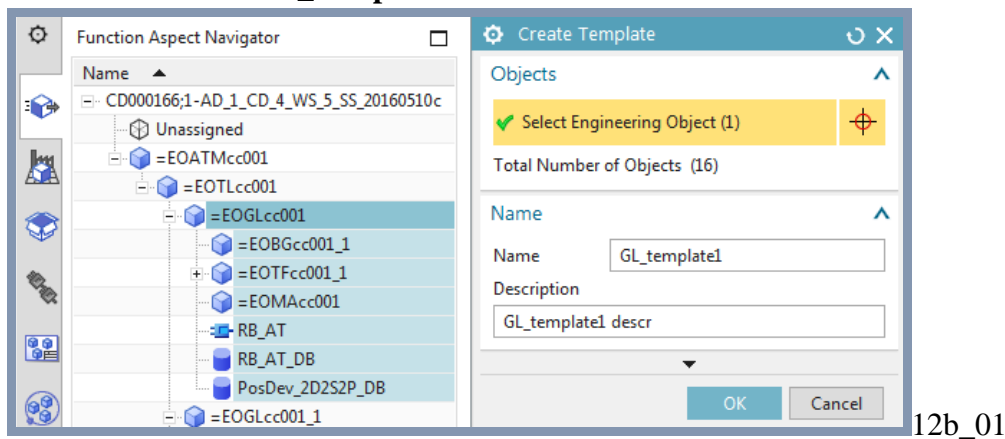 Function Aspect Navigator
Name
CD000166;1-AD_1_CD_4_WS_5_SS_20160510c
Unassigned
=EOATMcc001
=EOTLcc001
=EOGLcc001
=EOBGcc001_1
=EOTFcc001_1
=EOMAcc001
RB_AT
RB_AT_DB
PosDev_2D2S2P_DB
=EOGLcc001_1
Create Template
Objects
Select Engineering Object (1)
Total Number of Objects (16)
Name
Name GL_template1
Description
GL_template1 descr
OK Cancel
12b_01